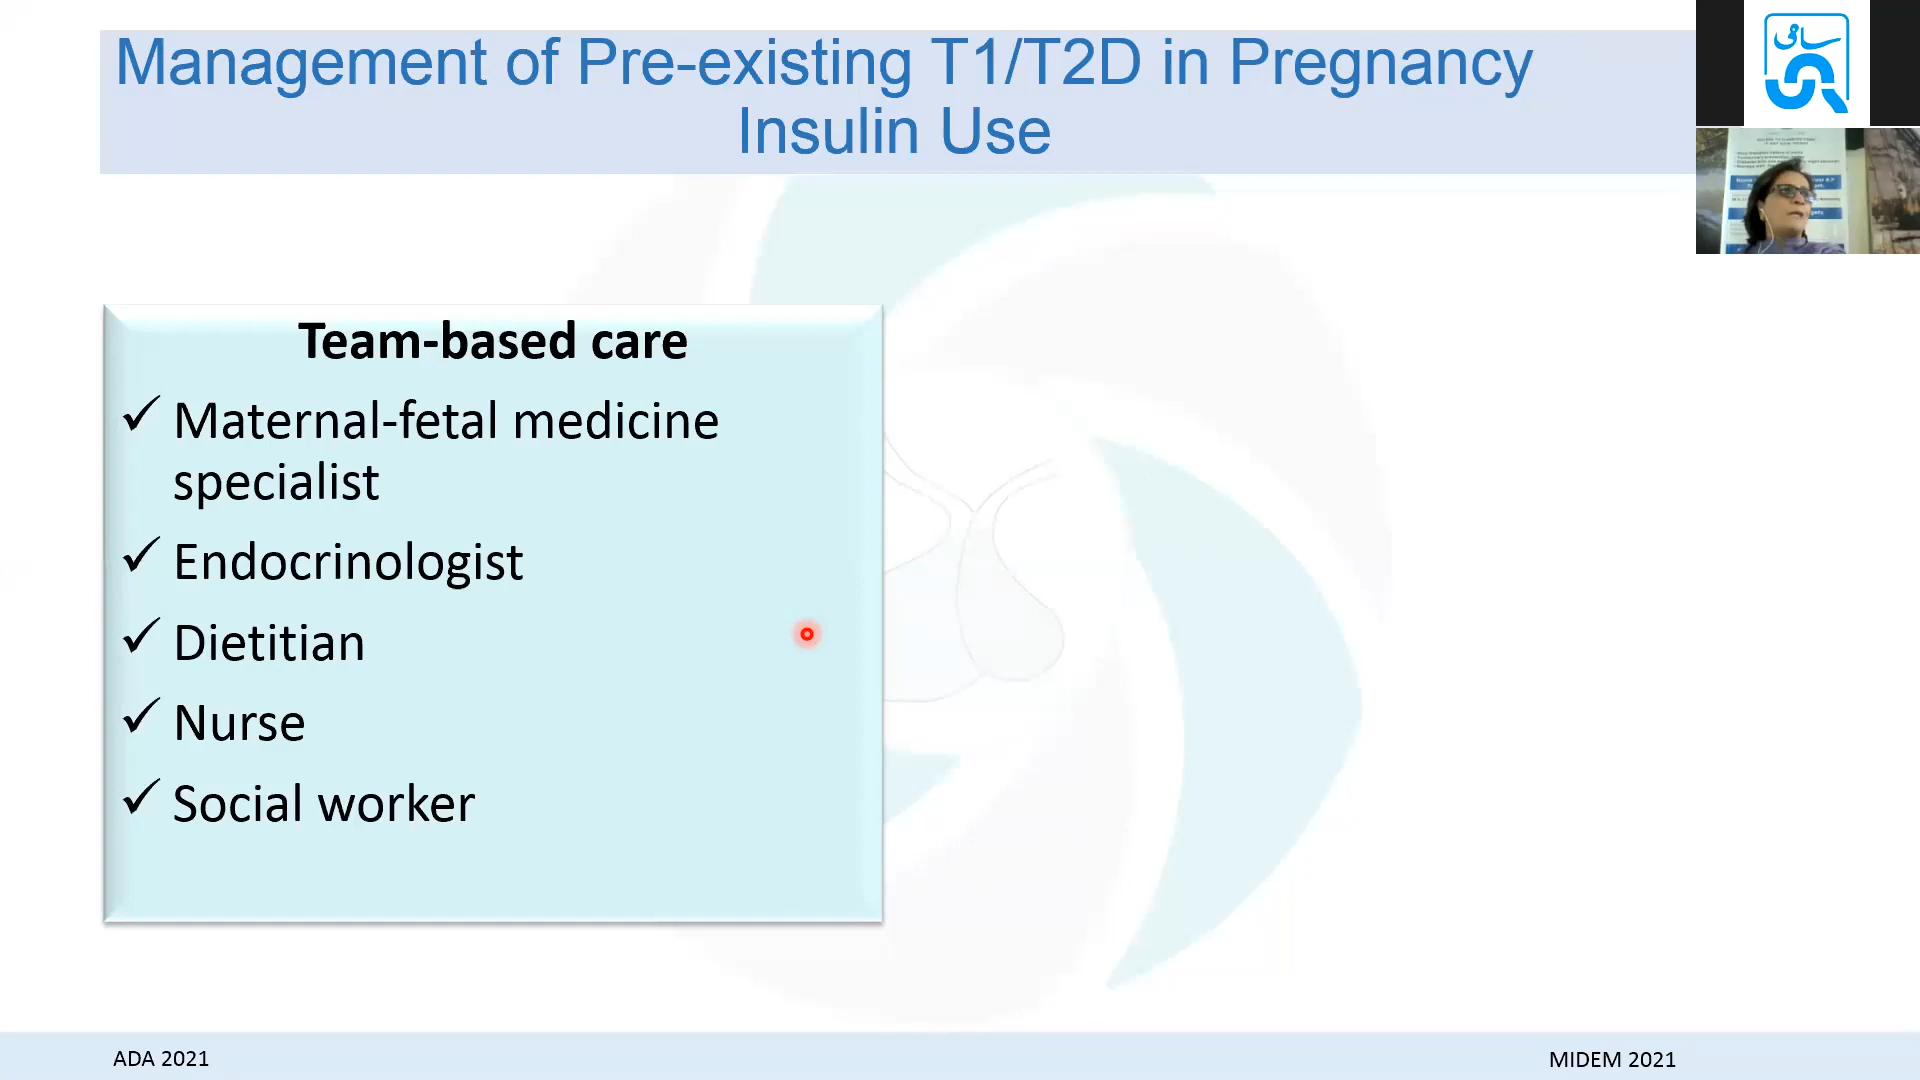 Management of Pre-existing T1/T2D in Pregnancy
Insulin Use
ساقی
Team-based care
✓ Maternal-fetal medicine
specialist
✓ Endocrinologist
✓ Dietitian
✓ Nurse
✓ Social worker
ADA 2021
MIDEM 2021